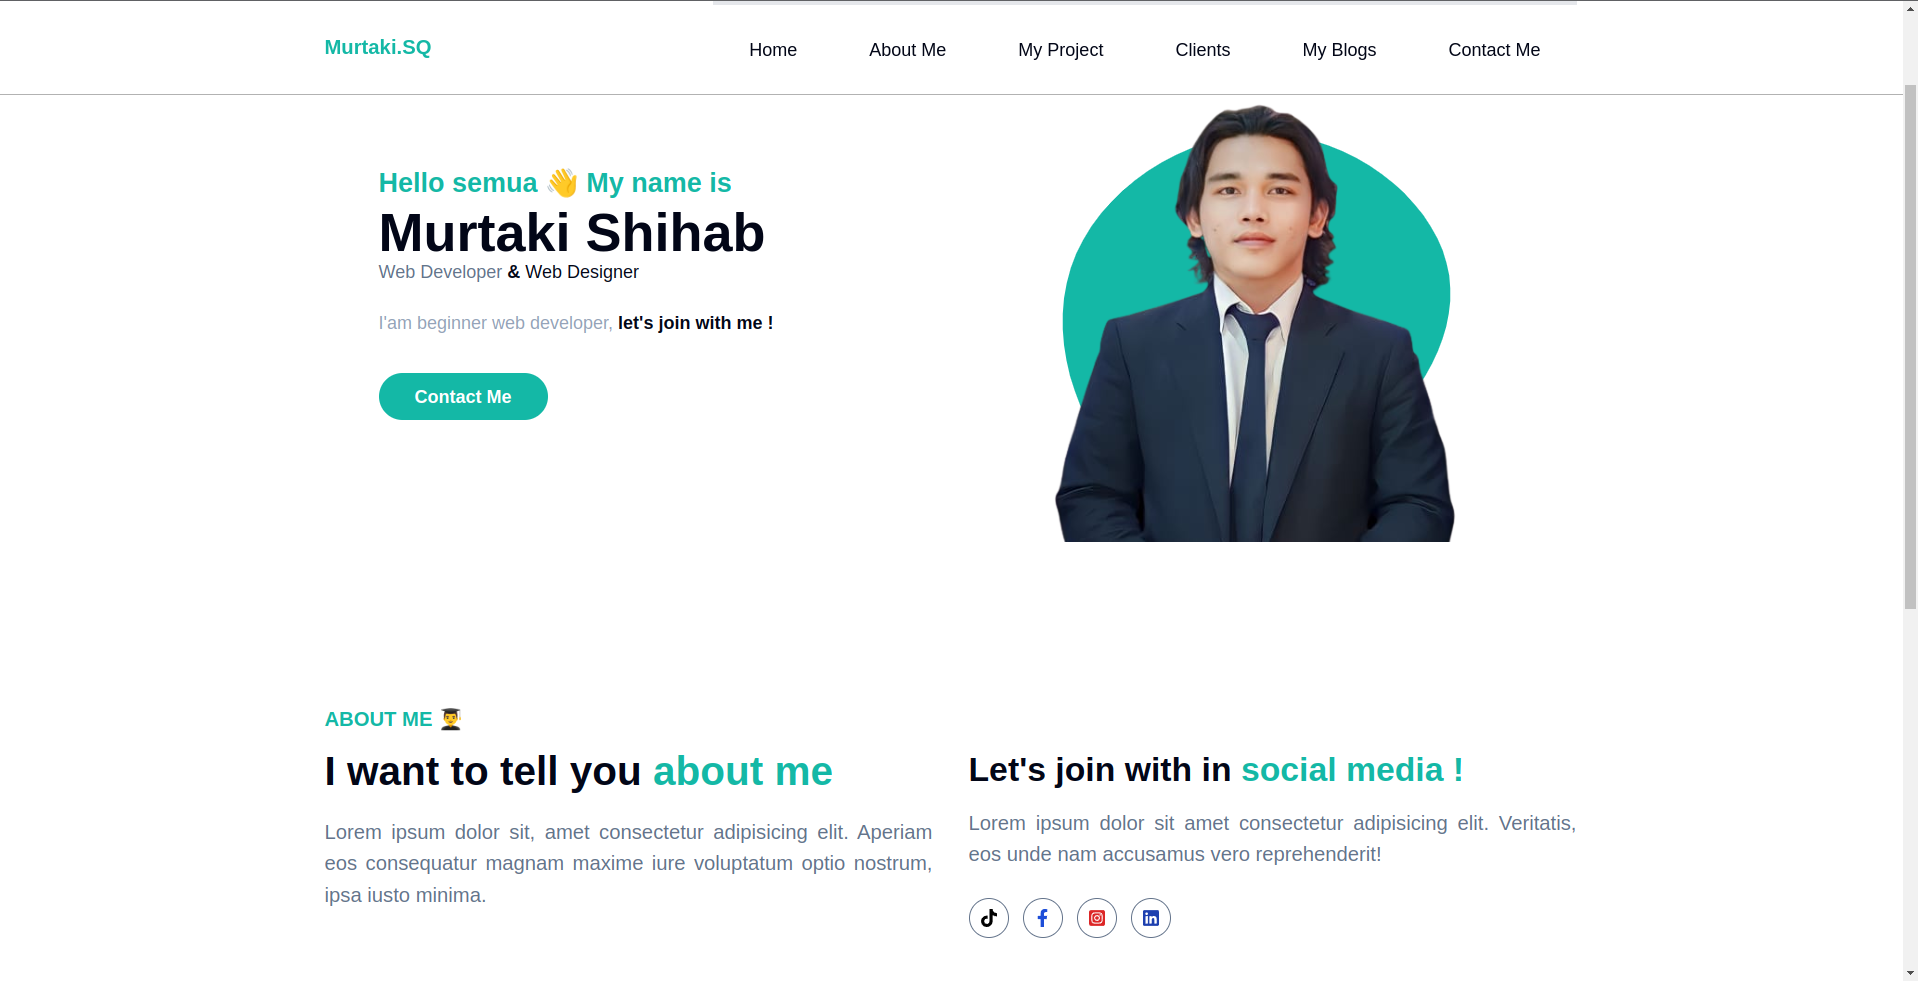 Murtaki.SQ
Home About Me My Project Clients My Blogs Contact Me
Hello semua 👋 My name is
Murtaki Shihab
Web Developer & Web Designer
I'am beginner web developer, let's join with me !
Contact Me
ABOUT ME 👨‍🎓
I want to tell you about me
Lorem ipsum dolor sit, amet consectetur adipisicing elit. Aperiam
eos consequatur magnam maxime iure voluptatum optio nostrum,
ipsa iusto minima.
Let's join with in social media !
Lorem ipsum dolor sit amet consectetur adipisicing elit. Veritatis,
eos unde nam accusamus vero reprehenderit!